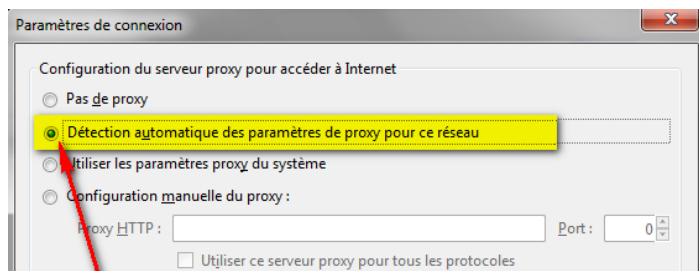 Paramètres de connexion
Configuration du serveur proxy pour accéder à Internet
Pas de proxy
Détection automatique des paramètres de proxy pour ce réseau
Utiliser les paramètres proxy du système
Configuration manuelle du proxy :
Proxy HTTP : Port : 0
Utiliser ce serveur proxy pour tous les protocoles